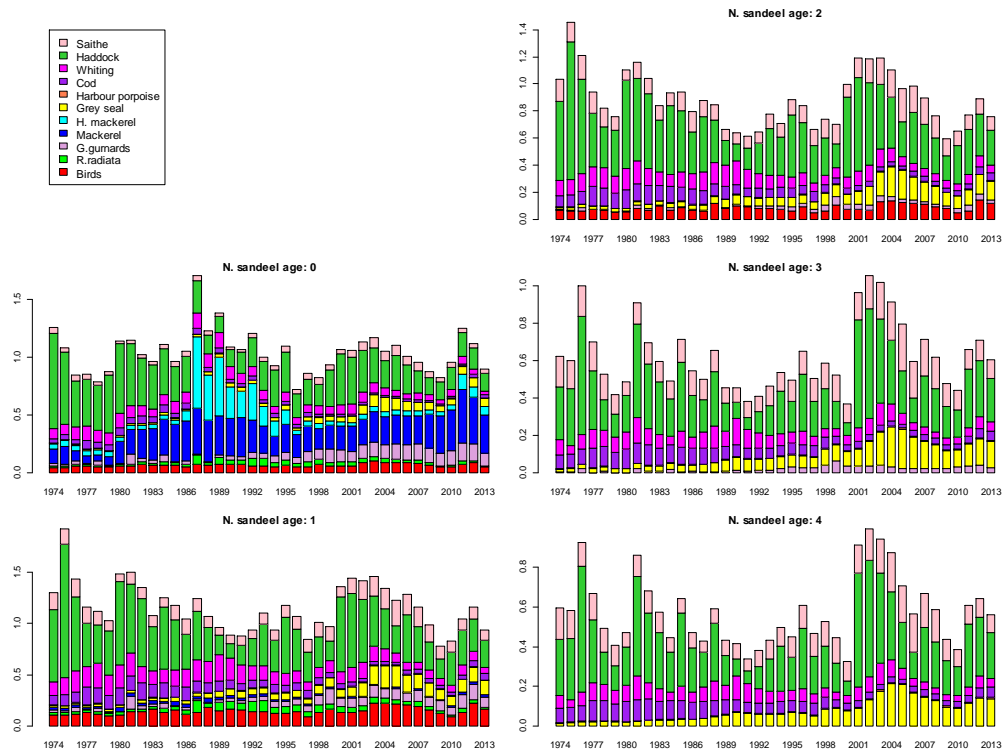 Saithe
Haddock
Whiting
Cod
Harbour porpoise
Grey seal
H. mackerel
Mackerel
G.gurnards
R.radiata
Birds
N. sandeel age: 2
0.0 0.2 0.4 0.6 0.8 1.0 1.2 1.4
1974 1977 1980 1983 1986 1989 1992 1995 1998 2001 2004 2007 2010 2013
N. sandeel age: 0
0.0 0.5 1.0 1.5
1974 1977 1980 1983 1986 1989 1992 1995 1998 2001 2004 2007 2010 2013
N. sandeel age: 3
0.0 0.2 0.4 0.6 0.8 1.0
1974 1977 1980 1983 1986 1989 1992 1995 1998 2001 2004 2007 2010 2013
N. sandeel age: 1
0.0 0.5 1.0 1.5
1974 1977 1980 1983 1986 1989 1992 1995 1998 2001 2004 2007 2010 2013
N. sandeel age: 4
0.0 0.2 0.4 0.6 0.8
1974 1977 1980 1983 1986 1989 1992 1995 1998 2001 2004 2007 2010 2013